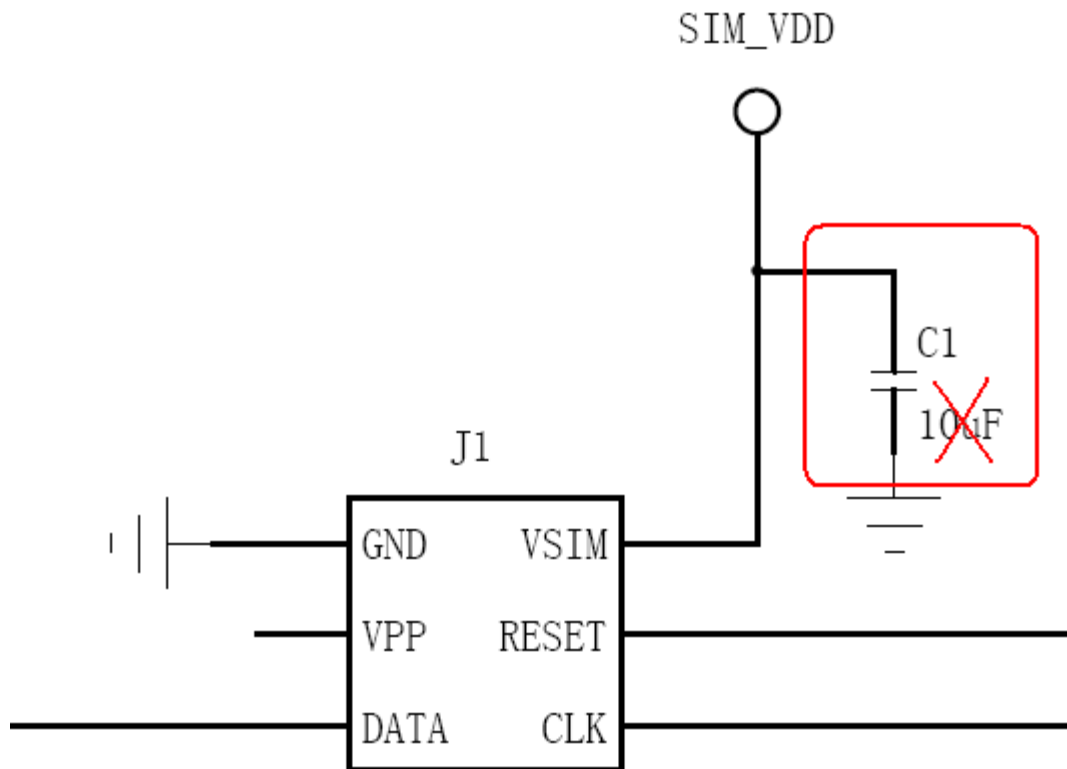 SIM_VDD
C1
10uF
J1
GND VSIM
VPP RESET
DATA CLK